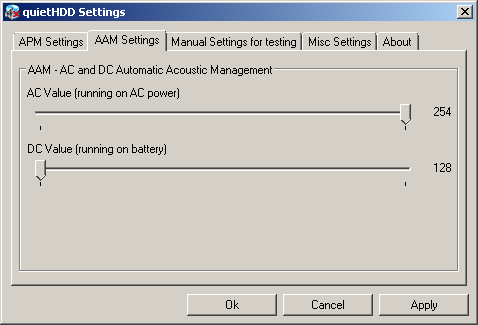 quietHDD Settings
APM Settings AAM Settings Manual Settings for testing Misc Settings About
AAM - AC and DC Automatic Acoustic Management
AC Value (running on AC power)
254
DC Value (running on battery)
128
Ok Cancel Apply